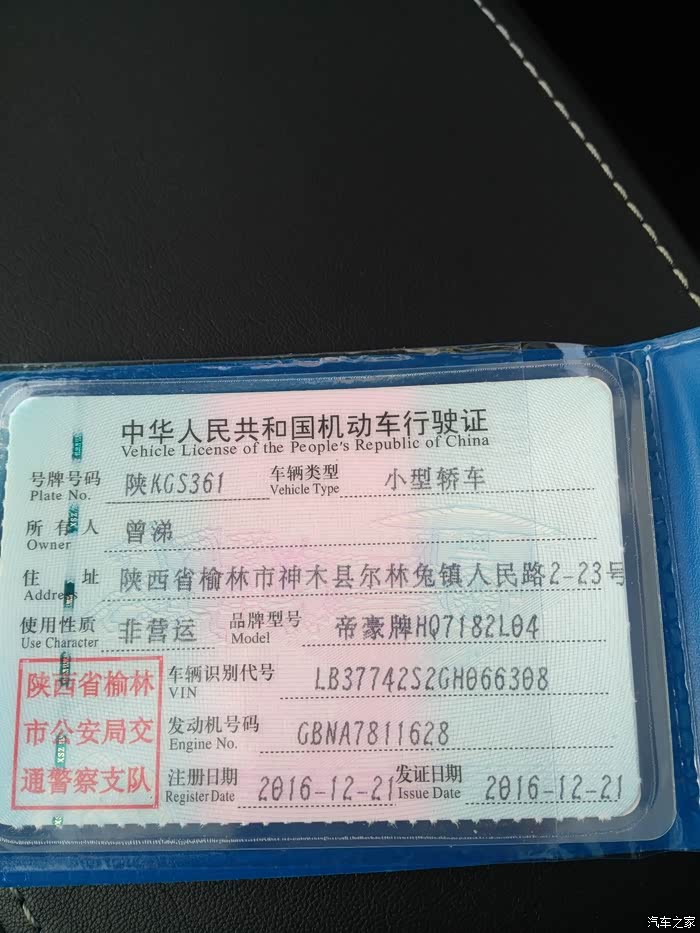 中华人民共和国机动车行驶证
Vehicle License of the People's Republic of China
号牌号码 陕KGS361 车辆类型 小型轿车
Plate No. Vehicle Type
所有人 曾涕
Owner
住址 陕西省榆林市神木县尔林兔镇人民路2-23号
Address
使用性质 非营运 品牌型号 帝豪牌HQ7182L04
Use Character Model
陕西省榆林
市公安局交
通警察支队
车辆识别代号 LB37742S2GH066308
VIN
发动机号码 GBNA7811628
Engine No.
注册日期 2016-12-21 发证日期 2016-12-21
Register Date Issue Date
汽车之家